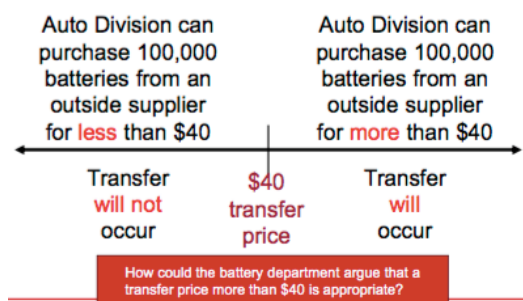 Auto Division can
purchase 100,000
batteries from an
outside supplier
for less than $40
Auto Division can
purchase 100,000
batteries from an
outside supplier
for more than $40
Transfer
will not
occur
$40
transfer
price
Transfer
will
occur
How could the battery department argue that a
transfer price more than $40 is appropriate?